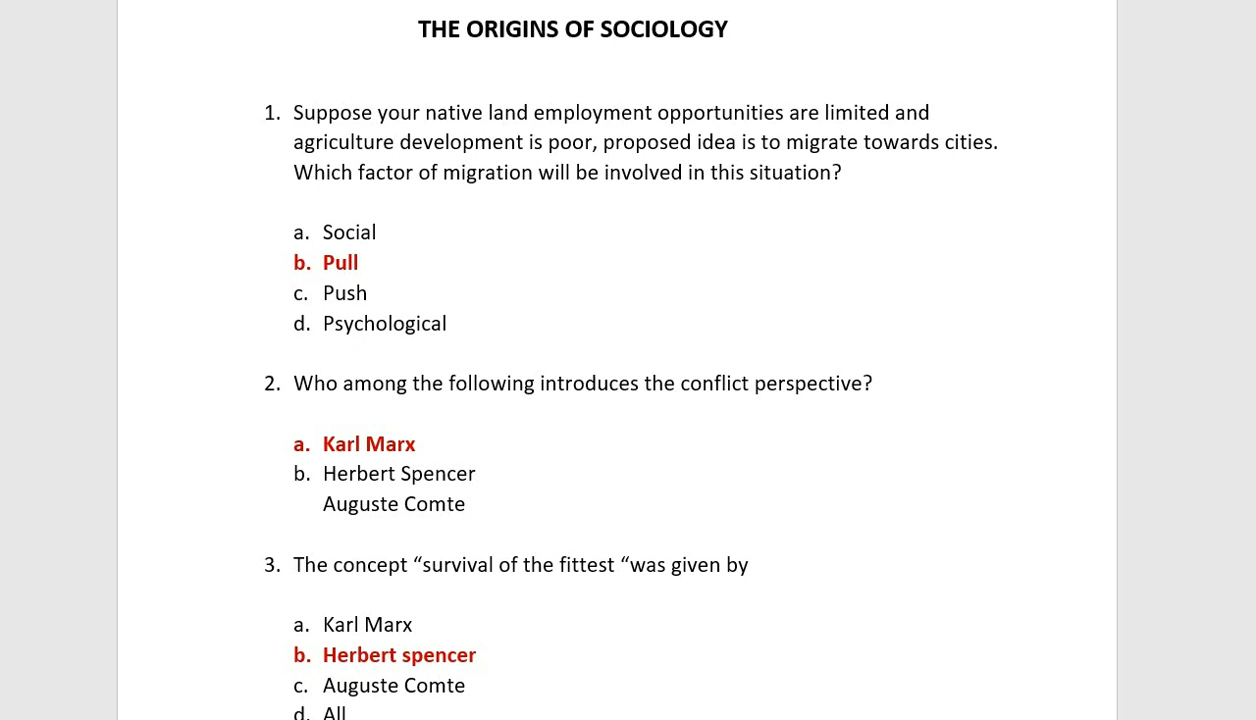 THE ORIGINS OF SOCIOLOGY
1. Suppose your native land employment opportunities are limited and
agriculture development is poor, proposed idea is to migrate towards cities.
Which factor of migration will be involved in this situation?
a. Social
b. Pull
c. Push
d. Psychological
2. Who among the following introduces the conflict perspective?
a. Karl Marx
b. Herbert Spencer
Auguste Comte
3. The concept “survival of the fittest “was given by
a. Karl Marx
b. Herbert spencer
c. Auguste Comte
d. All